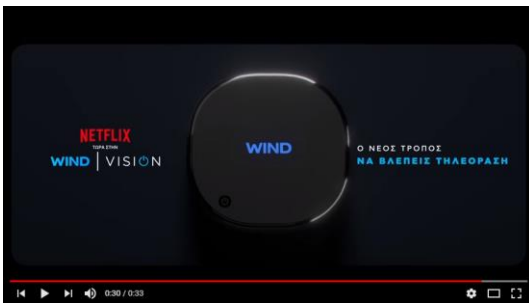 NETFLIX
ΤΩΡΑ ΣΤΗΝ
WIND | VISION
WIND
Ο ΝΕΟΣ ΤΡΟΠΟΣ
ΝΑ ΒΛΕΠΕΙΣ ΤΗΛΕΟΡΑΣΗ
0:30 / 0:33